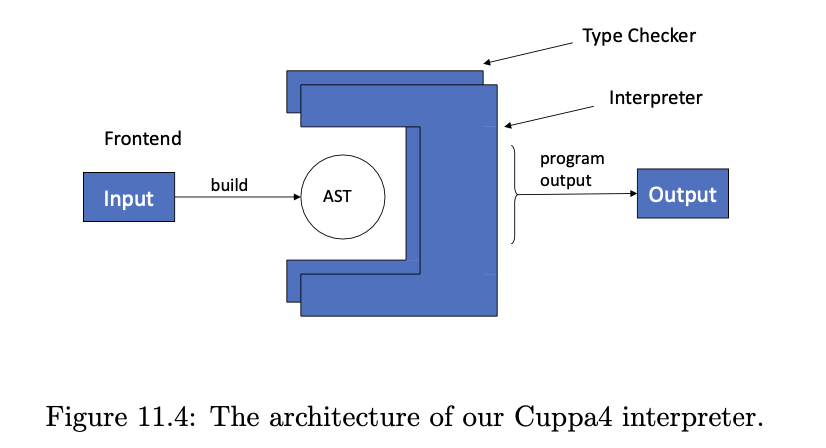 Type Checker
Interpreter
Frontend
program
output
build
Input
AST
Output
Figure 11.4: The architecture of our Cuppa4 interpreter.